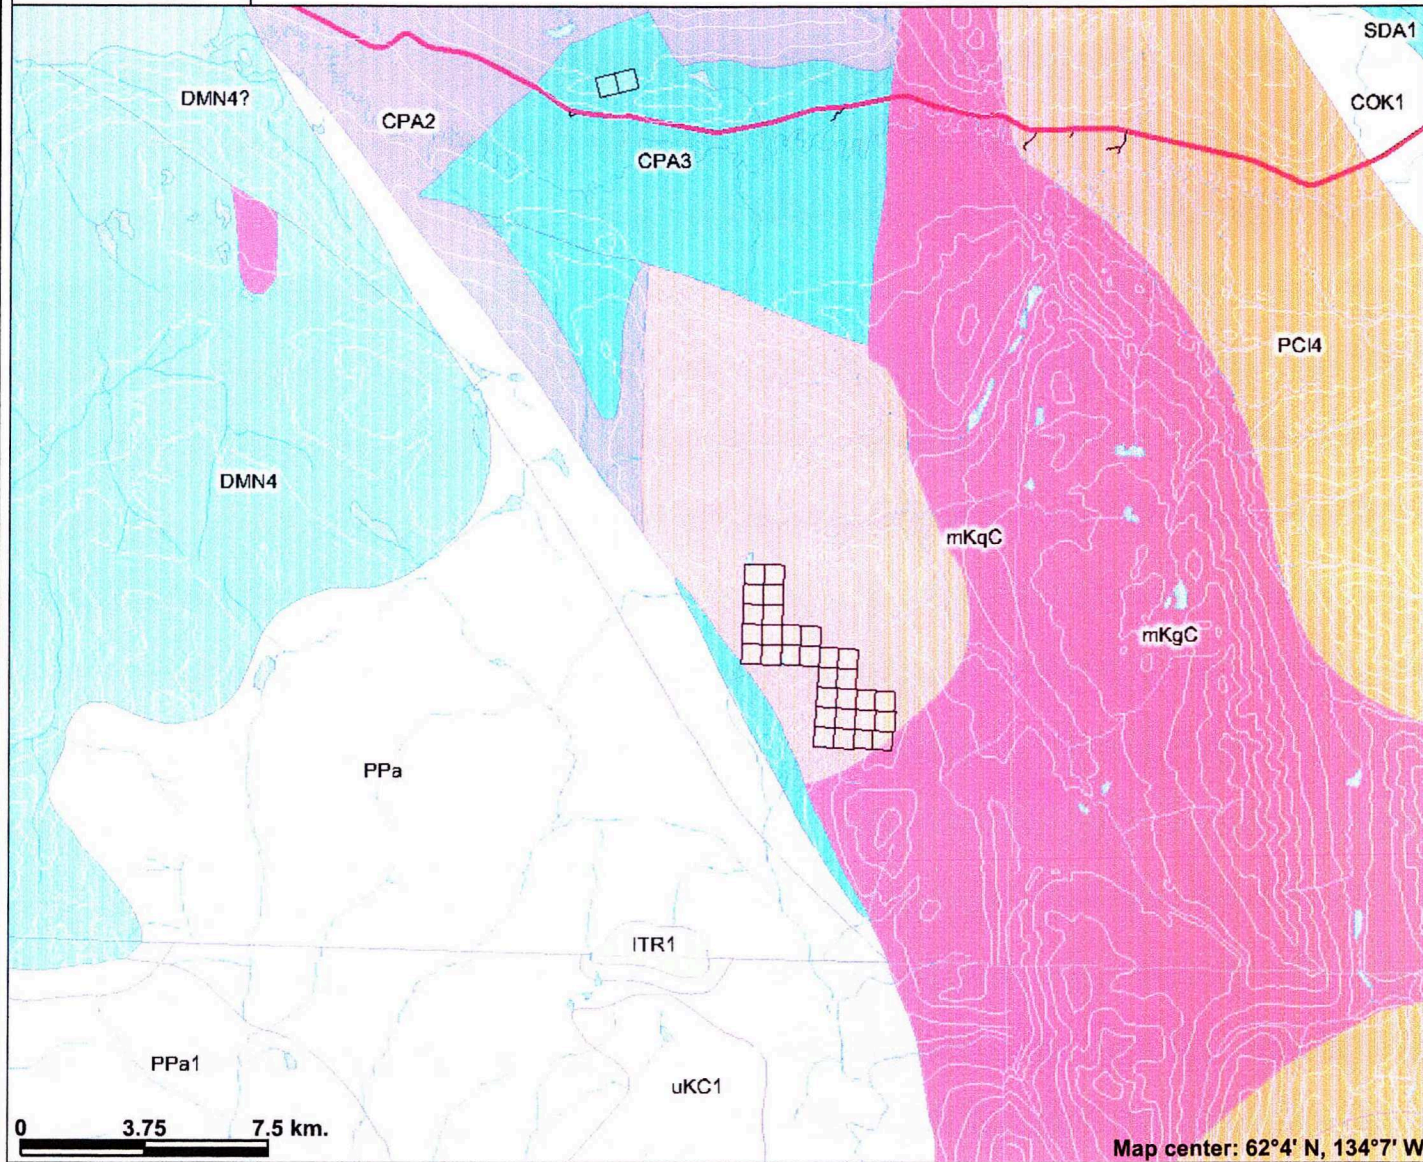 SDA1
DMN4?
COK1
CPA2
CPA3
PCI4
DMN4
mKqC
mKgC
PPa
ITR1
PPa1
uKC1
0 3.75 7.5 km.
Map center: 62°4' N, 134°7' W